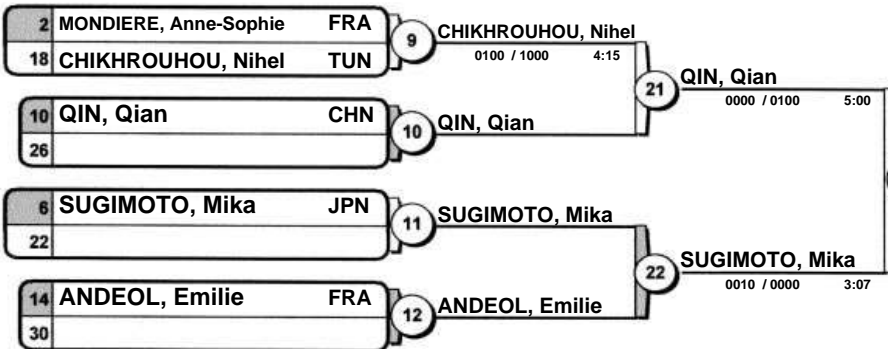 2 MONDIERE, Anne-Sophie FRA
18 CHIKHROUHOU, Nihel TUN
9
CHIKHROUHOU, Nihel
0100 / 1000 4:15
10 QIN, Qian CHN
26
10
QIN, Qian
21
QIN, Qian
0000 / 0100 5:00
6 SUGIMOTO, Mika JPN
22
11
SUGIMOTO, Mika
14 ANDEOL, Emilie FRA
30
12
ANDEOL, Emilie
22
SUGIMOTO, Mika
0010 / 0000 3:07